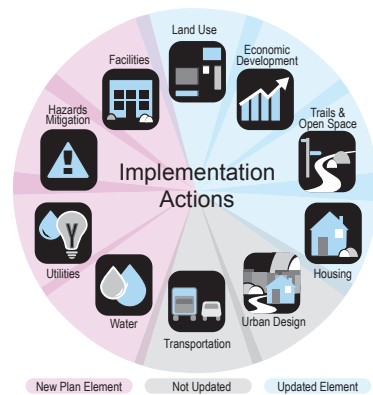 Land Use
Economic
Development
Facilities
Trails &
Open Space
Hazards
Mitigation
Implementation
Actions
Utilities
Housing
Water
Urban Design
Transportation
New Plan Element
Not Updated
Updated Element